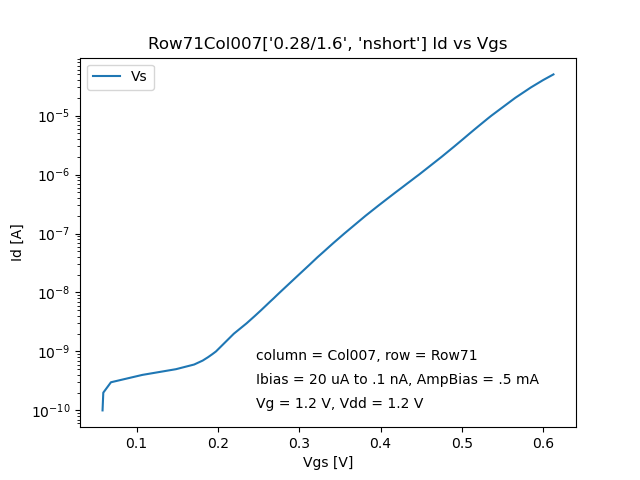 Row71Col007['0.28/1.6', 'nshort'] Id vs Vgs
Vs
10⁻⁵
10⁻⁶
10⁻⁷
10⁻⁸
10⁻⁹
10⁻¹⁰
Id [A]
column = Col007, row = Row71
Ibias = 20 uA to .1 nA, AmpBias = .5 mA
Vg = 1.2 V, Vdd = 1.2 V
0.1 0.2 0.3 0.4 0.5 0.6
Vgs [V]